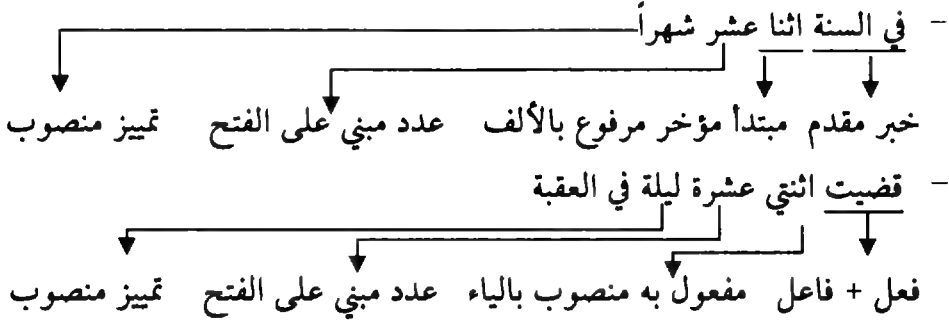 - في السنة اثنا عشر شهراً
خبر مقدم مبتدأ مؤخر مرفوع بالألف عدد مبني على الفتح تمييز منصوب
- قضيت اثنتي عشرة ليلة في العقبة
فعل + فاعل مفعول به منصوب بالياء عدد مبني على الفتح تمييز منصوب